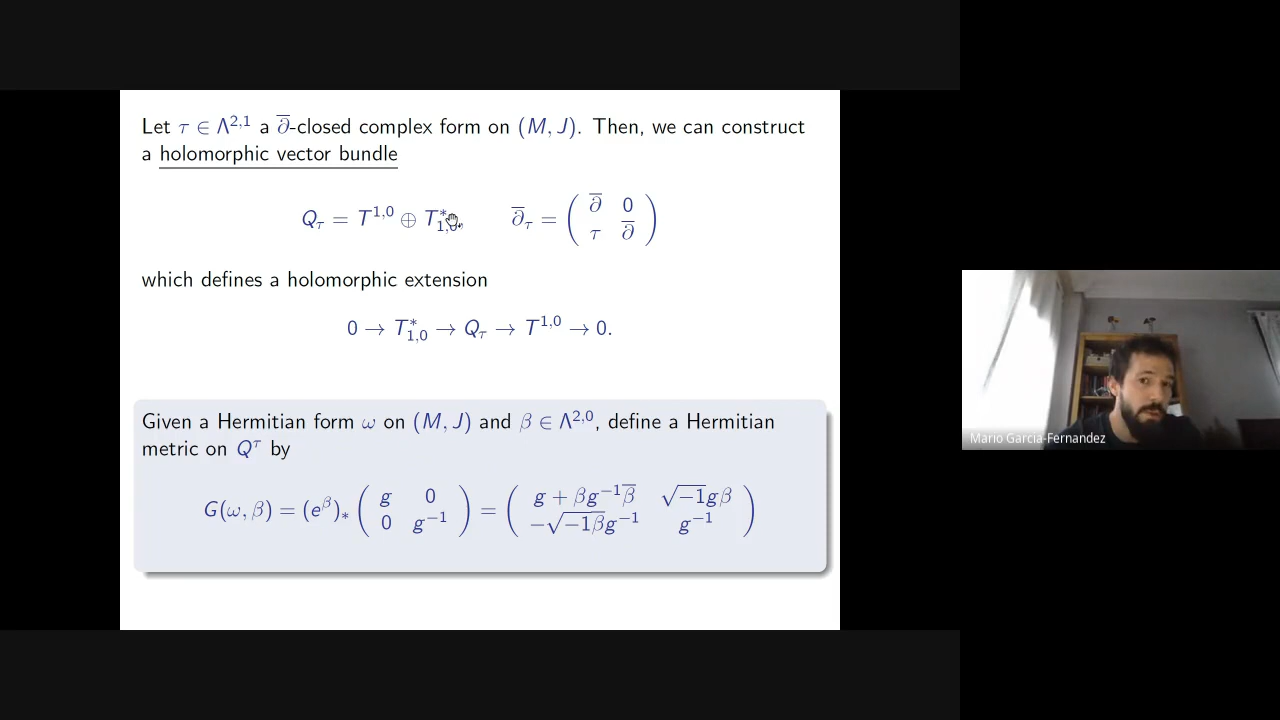 Let τ ∈ Λ^{2,1} a ∂̄-closed complex form on (M, J). Then, we can construct
a holomorphic vector bundle
Q_τ = T^{1,0} ⊕ T^*_{1,0}, ∂̄_τ = ( ∂̄ 0 ; τ ∂̄ )
which defines a holomorphic extension
0 → T^*_{1,0} → Q_τ → T^{1,0} → 0.
Given a Hermitian form ω on (M, J) and β ∈ Λ^{2,0}, define a Hermitian
metric on Q^τ by
G(ω, β) = (e^β)_* ( g 0 ; 0 g^{-1} ) = ( g + βg^{-1}β̄ √-1gβ ; -√-1β̄g^{-1} g^{-1} )
Mario Garcia-Fernandez